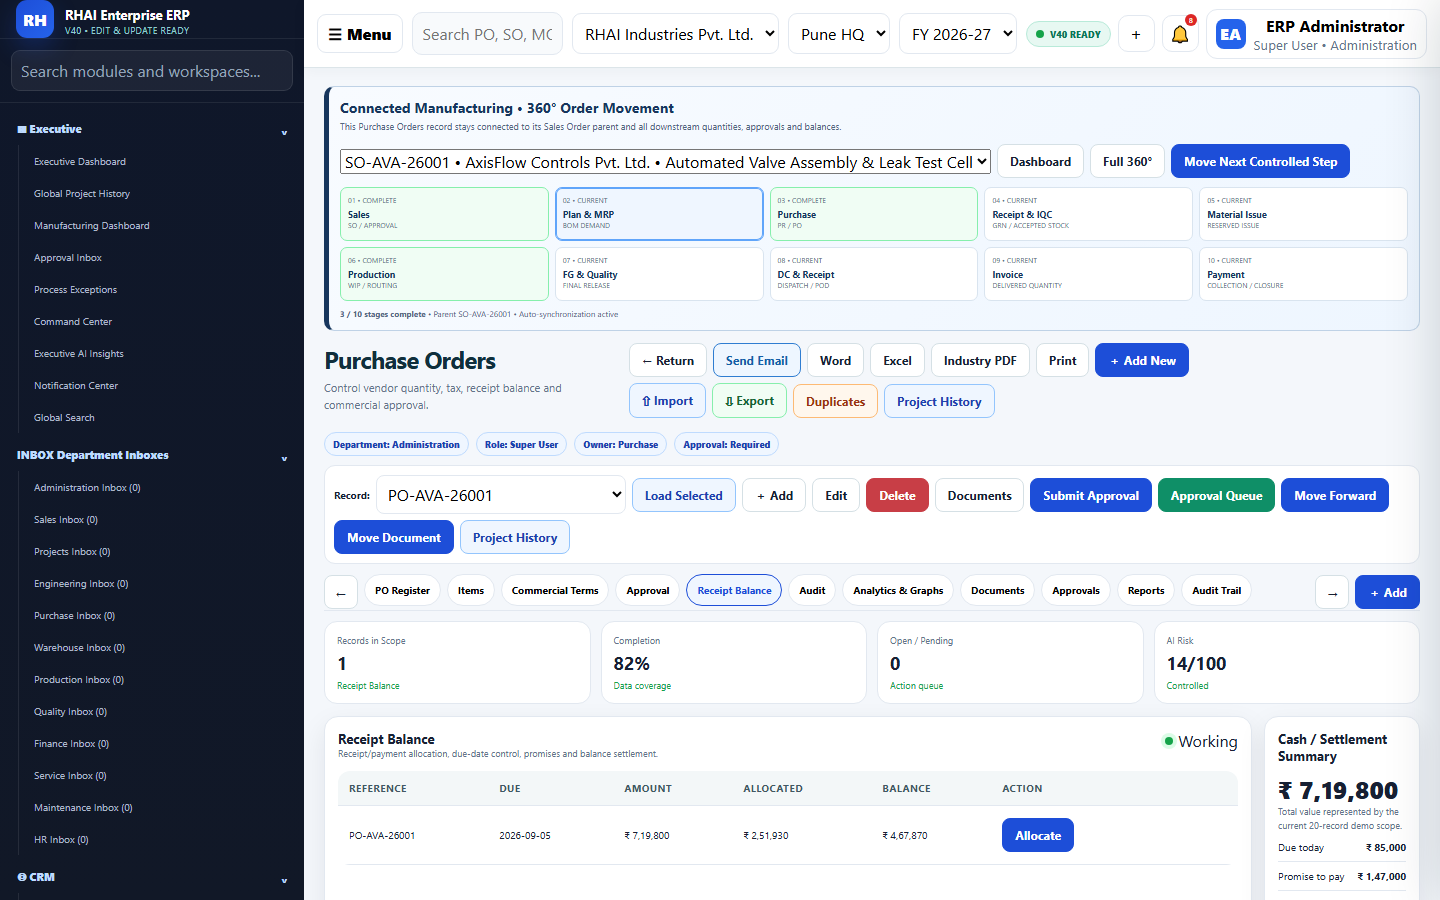 RH
RHAI Enterprise ERP
V40 • EDIT & UPDATE READY
Search modules and workspaces...
Executive
Executive Dashboard
Global Project History
Manufacturing Dashboard
Approval Inbox
Process Exceptions
Command Center
Executive AI Insights
Notification Center
Global Search
INBOX Department Inboxes
Administration Inbox (0)
Sales Inbox (0)
Projects Inbox (0)
Engineering Inbox (0)
Purchase Inbox (0)
Warehouse Inbox (0)
Production Inbox (0)
Quality Inbox (0)
Finance Inbox (0)
Service Inbox (0)
Maintenance Inbox (0)
HR Inbox (0)
CRM
☰ Menu
Search PO, SO, MC
RHAI Industries Pvt. Ltd.
Pune HQ
FY 2026-27
V40 READY
+
8
EA
ERP Administrator
Super User • Administration
Connected Manufacturing • 360° Order Movement
This Purchase Orders record stays connected to its Sales Order parent and all downstream quantities, approvals and balances.
SO-AVA-26001 • AxisFlow Controls Pvt. Ltd. • Automated Valve Assembly & Leak Test Cell
Dashboard
Full 360°
Move Next Controlled Step
01 • COMPLETE
Sales
SO / APPROVAL
02 • CURRENT
Plan & MRP
BOM DEMAND
03 • COMPLETE
Purchase
PR / PO
04 • CURRENT
Receipt & IQC
GRN / ACCEPTED STOCK
05 • CURRENT
Material Issue
RESERVED ISSUE
06 • COMPLETE
Production
WIP / ROUTING
07 • CURRENT
FG & Quality
FINAL RELEASE
08 • CURRENT
DC & Receipt
DISPATCH / POD
09 • CURRENT
Invoice
DELIVERED QUANTITY
10 • CURRENT
Payment
COLLECTION / CLOSURE
3 / 10 stages complete • Parent SO-AVA-26001 • Auto-synchronization active
Purchase Orders
Control vendor quantity, tax, receipt balance and
commercial approval.
← Return
Send Email
Word
Excel
Industry PDF
Print
+ Add New
⇧ Import
⇩ Export
Duplicates
Project History
Department: Administration
Role: Super User
Owner: Purchase
Approval: Required
Record:
PO-AVA-26001
Load Selected
+ Add
Edit
Delete
Documents
Submit Approval
Approval Queue
Move Forward
Move Document
Project History
←
PO Register
Items
Commercial Terms
Approval
Receipt Balance
Audit
Analytics & Graphs
Documents
Approvals
Reports
Audit Trail
→
+ Add
Records in Scope
1
Receipt Balance
Completion
82%
Data coverage
Open / Pending
0
Action queue
AI Risk
14/100
Controlled
Receipt Balance
Receipt/payment allocation, due-date control, promises and balance settlement.
Working
REFERENCE DUE AMOUNT ALLOCATED BALANCE ACTION
PO-AVA-26001 2026-09-05 ₹ 7,19,800 ₹ 2,51,930 ₹ 4,67,870 Allocate
Cash / Settlement
Summary
₹ 7,19,800
Total value represented by the
current 20-record demo scope.
Due today ₹ 85,000
Promise to pay ₹ 1,47,000